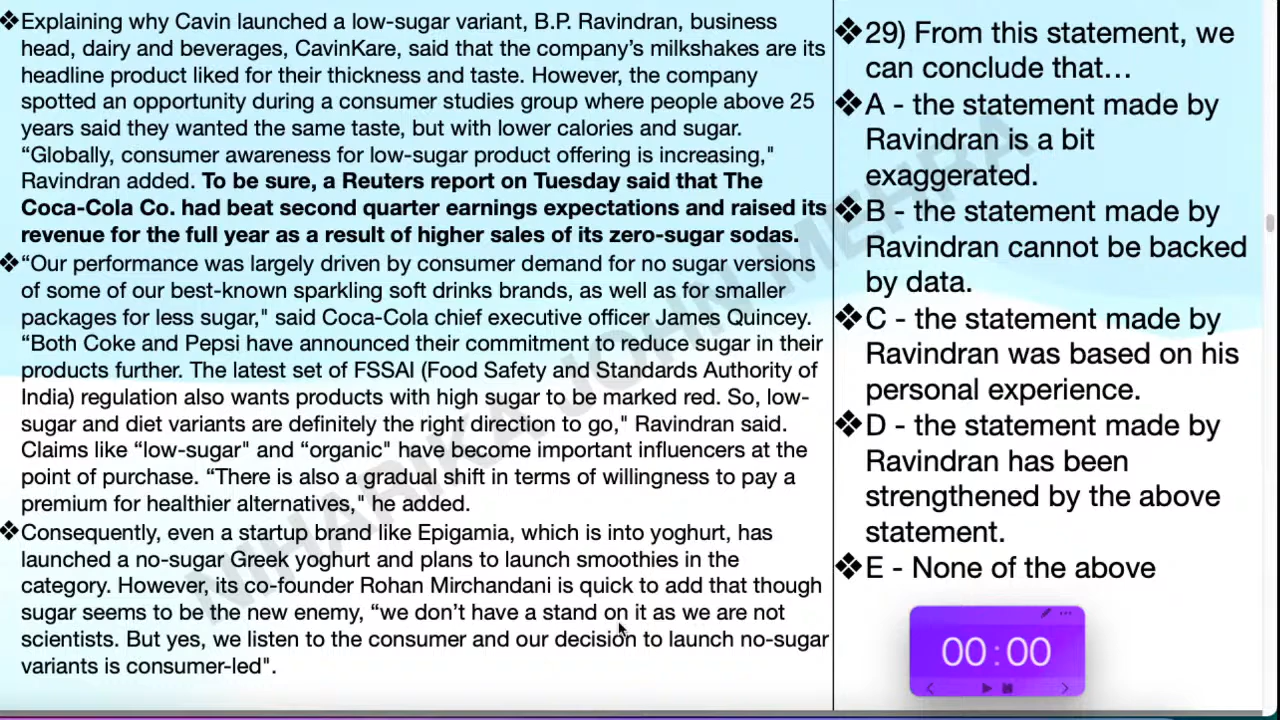 ❖Explaining why Cavin launched a low-sugar variant, B.P. Ravindran, business
head, dairy and beverages, CavinKare, said that the company’s milkshakes are its
headline product liked for their thickness and taste. However, the company
spotted an opportunity during a consumer studies group where people above 25
years said they wanted the same taste, but with lower calories and sugar.
“Globally, consumer awareness for low-sugar product offering is increasing,"
Ravindran added. To be sure, a Reuters report on Tuesday said that The
Coca-Cola Co. had beat second quarter earnings expectations and raised its
revenue for the full year as a result of higher sales of its zero-sugar sodas.
❖“Our performance was largely driven by consumer demand for no sugar versions
of some of our best-known sparkling soft drinks brands, as well as for smaller
packages for less sugar," said Coca-Cola chief executive officer James Quincey.
“Both Coke and Pepsi have announced their commitment to reduce sugar in their
products further. The latest set of FSSAI (Food Safety and Standards Authority of
India) regulation also wants products with high sugar to be marked red. So, low-
sugar and diet variants are definitely the right direction to go," Ravindran said.
Claims like “low-sugar" and “organic" have become important influencers at the
point of purchase. “There is also a gradual shift in terms of willingness to pay a
premium for healthier alternatives," he added.
❖Consequently, even a startup brand like Epigamia, which is into yoghurt, has
launched a no-sugar Greek yoghurt and plans to launch smoothies in the
category. However, its co-founder Rohan Mirchandani is quick to add that though
sugar seems to be the new enemy, “we don’t have a stand on it as we are not
scientists. But yes, we listen to the consumer and our decision to launch no-sugar
variants is consumer-led".
❖29) From this statement, we
can conclude that…
❖A - the statement made by
Ravindran is a bit
exaggerated.
❖B - the statement made by
Ravindran cannot be backed
by data.
❖C - the statement made by
Ravindran was based on his
personal experience.
❖D - the statement made by
Ravindran has been
strengthened by the above
statement.
❖E - None of the above
00:00
NIHARIKA JOHN MEHRA